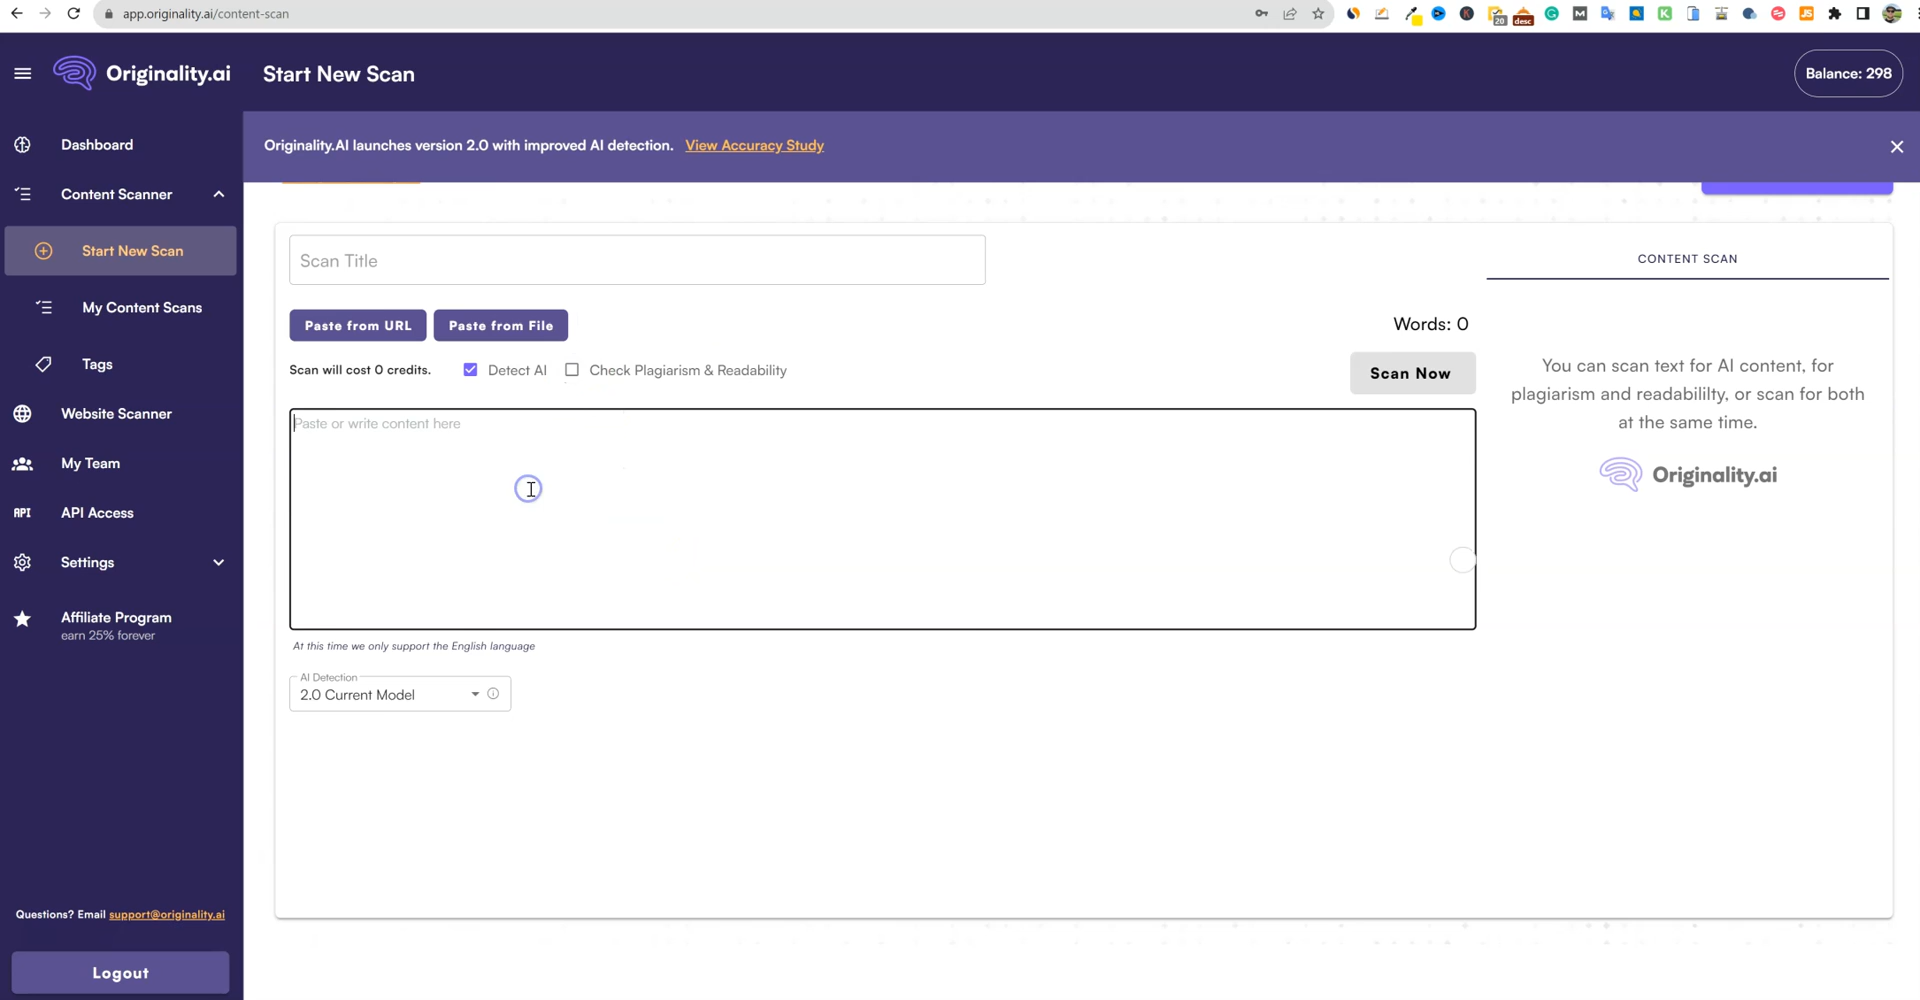 app.originality.ai/content-scan
20
desc
M
K
JS
Originality.ai
Start New Scan
Balance: 298
Originality.AI launches version 2.0 with improved AI detection. View Accuracy Study
Dashboard
Content Scanner
Start New Scan
My Content Scans
Tags
Website Scanner
My Team
API
API Access
Settings
Affiliate Program
earn 25% forever
Questions? Email support@originality.ai
Logout
Scan Title
Paste from URL
Paste from File
Words: 0
Scan will cost 0 credits.
Detect AI
Check Plagiarism & Readability
Scan Now
Paste or write content here
At this time we only support the English language
AI Detection
2.0 Current Model
CONTENT SCAN
You can scan text for AI content, for
plagiarism and readabililty, or scan for both
at the same time.
Originality.ai